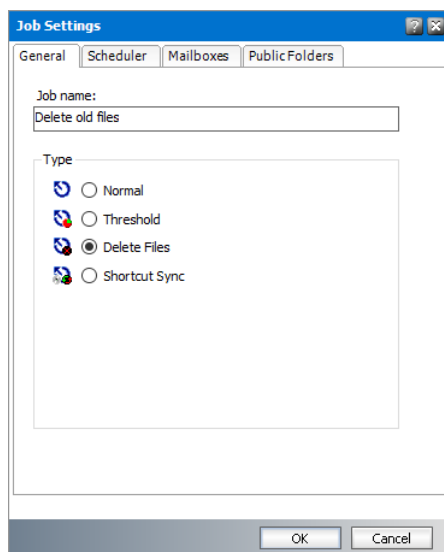 Job Settings
General Scheduler Mailboxes Public Folders
Job name:
Delete old files
Type
Normal
Threshold
Delete Files
Shortcut Sync
OK Cancel